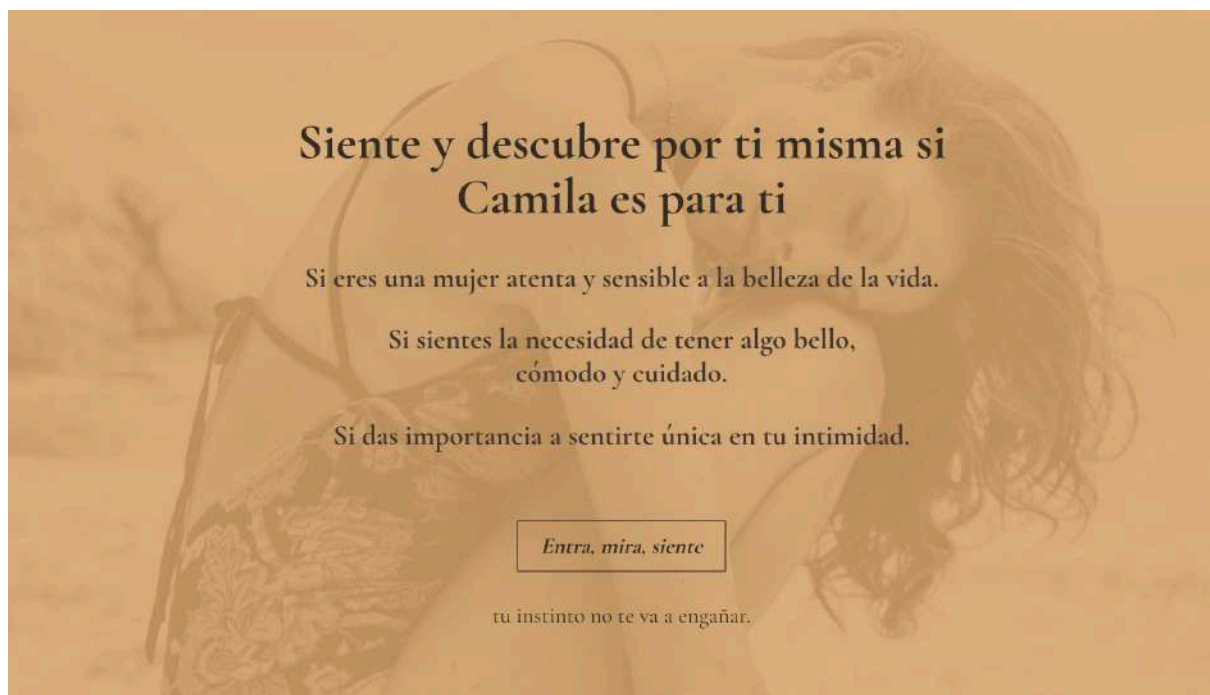 Siente y descubre por ti misma si
Camila es para ti
Si eres una mujer atenta y sensible a la belleza de la vida.
Si sientes la necesidad de tener algo bello,
cómodo y cuidado.
Si das importancia a sentirte única en tu intimidad.
Entra, mira, siente
tu instinto no te va a engañar.